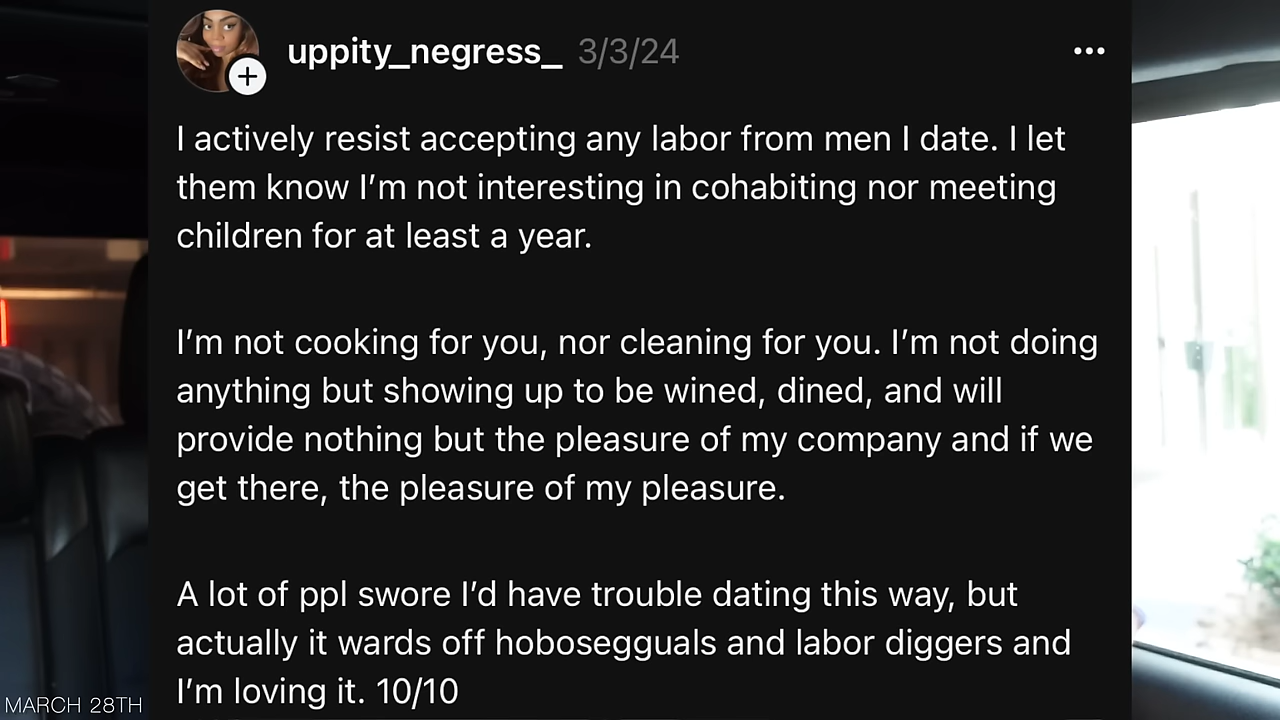 uppity_negress_ 3/3/24
I actively resist accepting any labor from men I date. I let
them know I’m not interesting in cohabiting nor meeting
children for at least a year.
I’m not cooking for you, nor cleaning for you. I’m not doing
anything but showing up to be wined, dined, and will
provide nothing but the pleasure of my company and if we
get there, the pleasure of my pleasure.
A lot of ppl swore I’d have trouble dating this way, but
actually it wards off hobosegguals and labor diggers and
I’m loving it. 10/10
MARCH 28TH